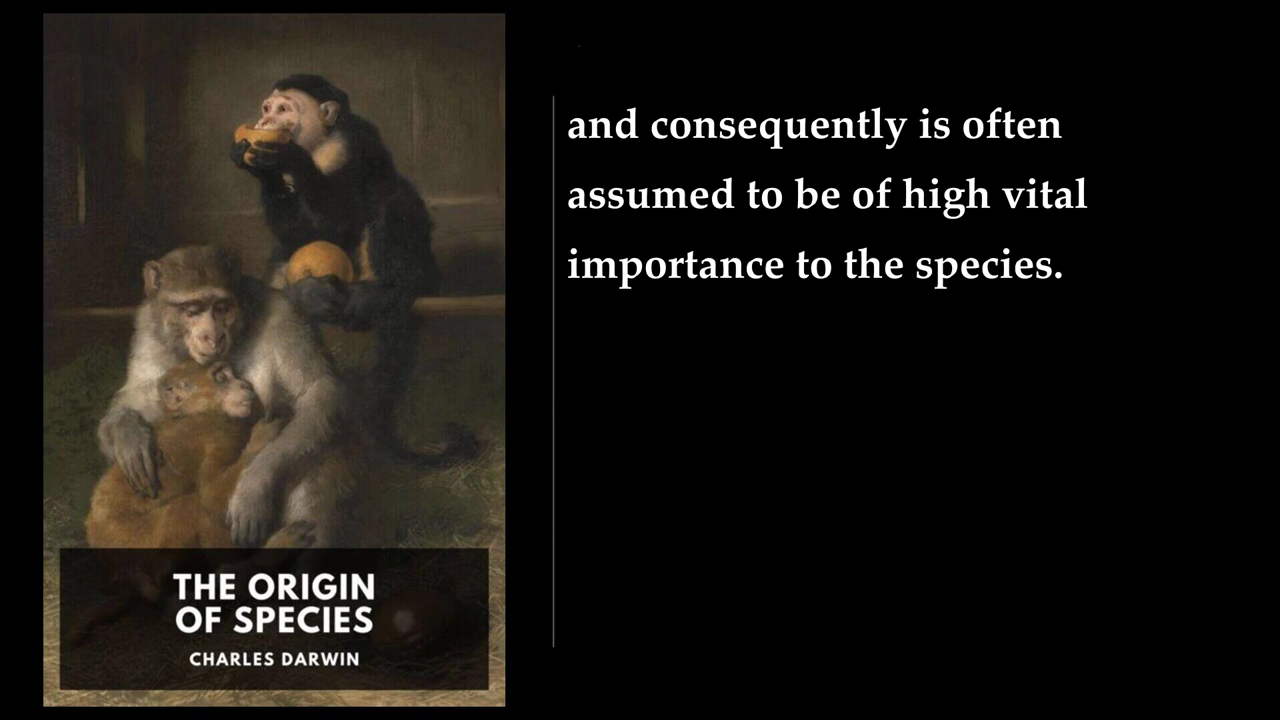 and consequently is often
assumed to be of high vital
importance to the species.
THE ORIGIN
OF SPECIES
CHARLES DARWIN